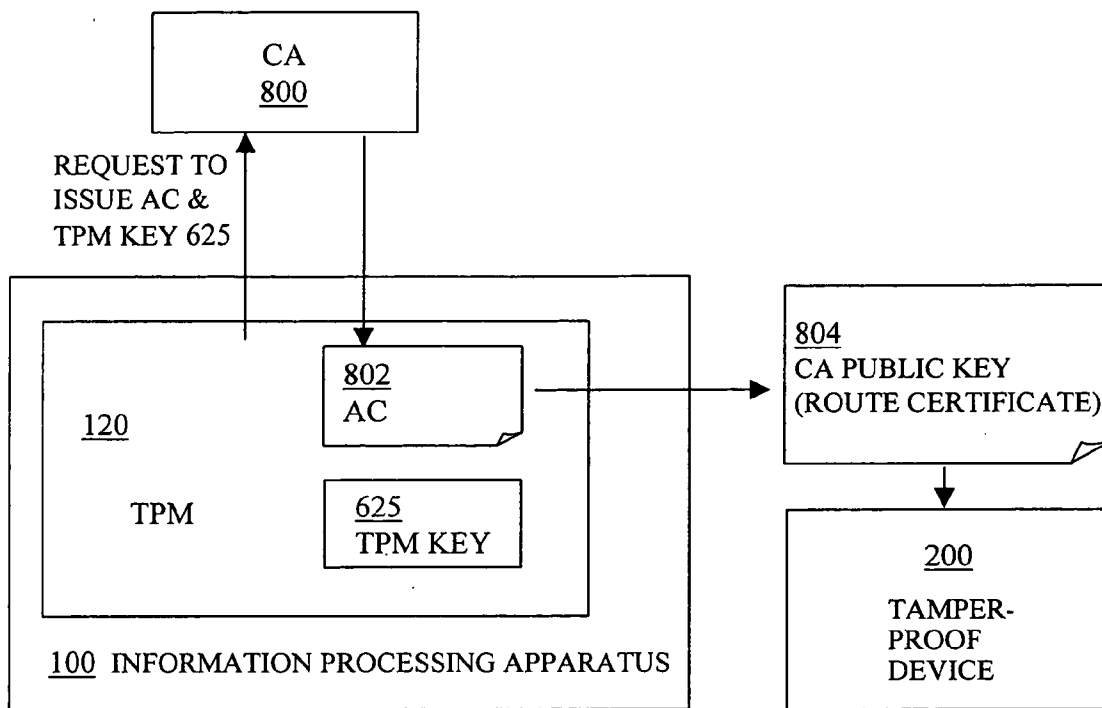 CA
800
REQUEST TO
ISSUE AC &
TPM KEY 625
802
AC
120
TPM
625
TPM KEY
100 INFORMATION PROCESSING APPARATUS
804
CA PUBLIC KEY
(ROUTE CERTIFICATE)
200
TAMPER-
PROOF
DEVICE